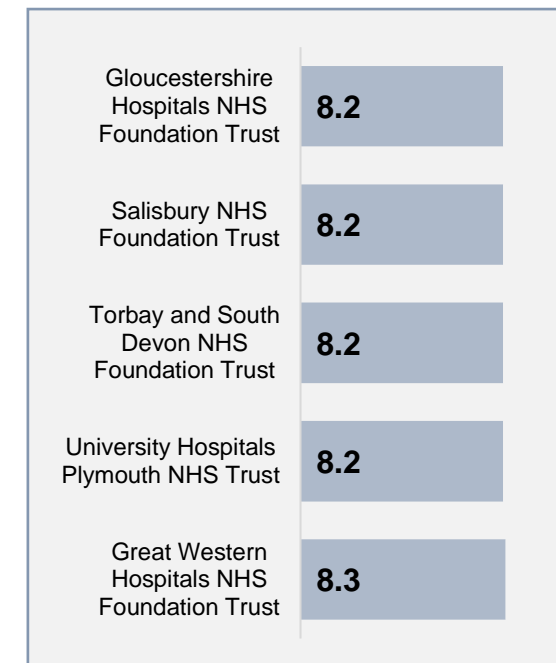 Gloucestershire
Hospitals NHS
Foundation Trust
8.2
Salisbury NHS
Foundation Trust
8.2
Torbay and South
Devon NHS
Foundation Trust
8.2
University Hospitals
Plymouth NHS Trust
8.2
Great Western
Hospitals NHS
Foundation Trust
8.3